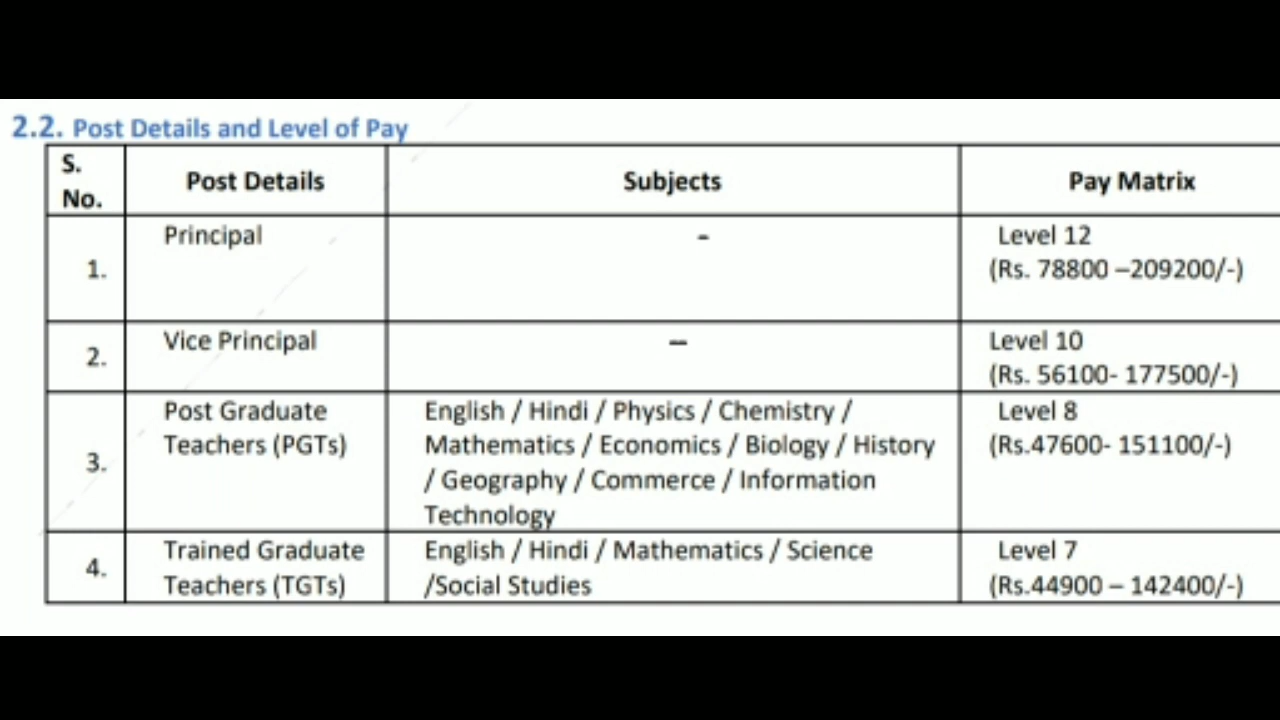 2.2. Post Details and Level of Pay
S.
No.
Post Details
Subjects
Pay Matrix
1.
Principal
-
Level 12
(Rs. 78800 –209200/-)
2.
Vice Principal
--
Level 10
(Rs. 56100- 177500/-)
3.
Post Graduate
Teachers (PGTs)
English / Hindi / Physics / Chemistry /
Mathematics / Economics / Biology / History
/ Geography / Commerce / Information
Technology
Level 8
(Rs.47600- 151100/-)
4.
Trained Graduate
Teachers (TGTs)
English / Hindi / Mathematics / Science
/Social Studies
Level 7
(Rs.44900 – 142400/-)